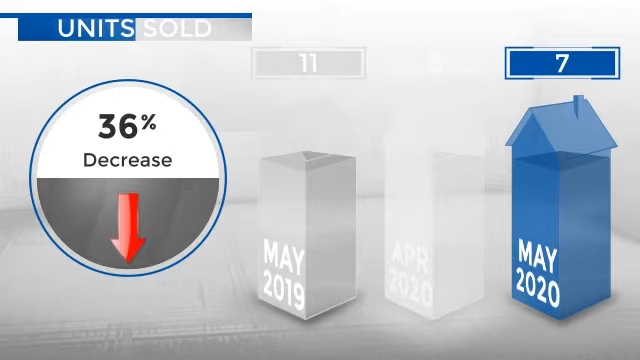 UNITS SOLD
11
7
36%
Decrease
MAY
2019
APR
2020
MAY
2020